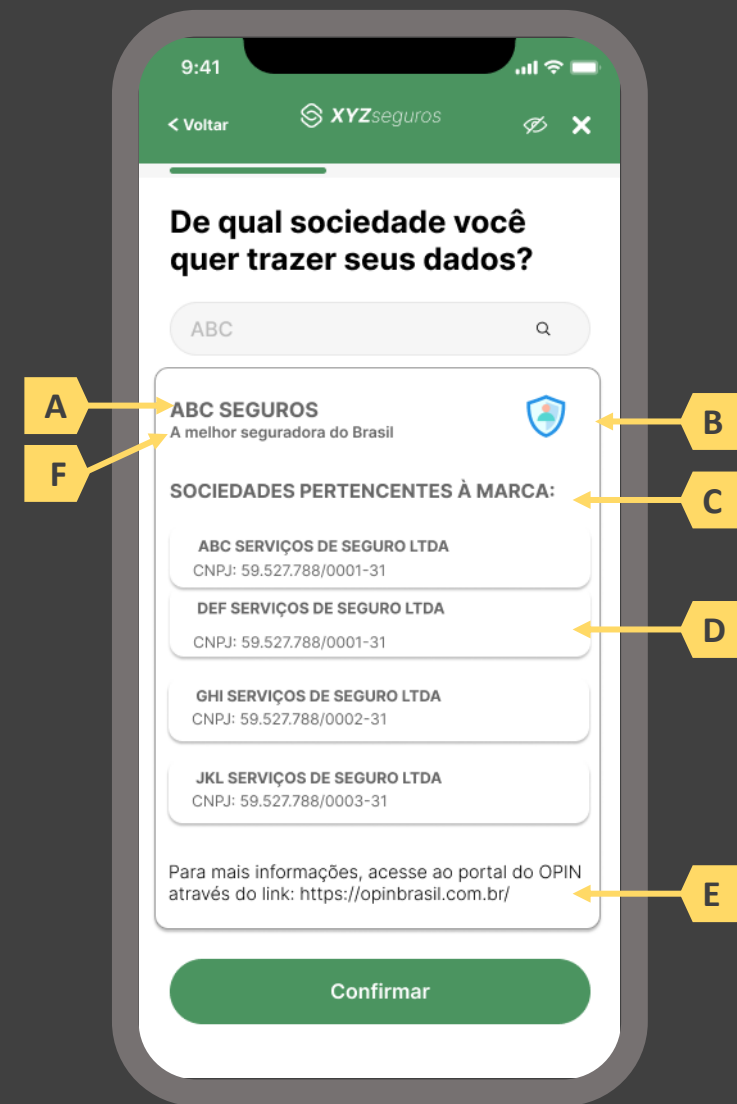 9:41
Voltar
XYZseguros
De qual sociedade você
quer trazer seus dados?
ABC
A
ABC SEGUROS
B
F
A melhor seguradora do Brasil
SOCIEDADES PERTENCENTES À MARCA:
C
ABC SERVIÇOS DE SEGURO LTDA
CNPJ: 59.527.788/0001-31
DEF SERVIÇOS DE SEGURO LTDA
D
CNPJ: 59.527.788/0001-31
GHI SERVIÇOS DE SEGURO LTDA
CNPJ: 59.527.788/0002-31
JKL SERVIÇOS DE SEGURO LTDA
CNPJ: 59.527.788/0003-31
Para mais informações, acesse ao portal do OPIN
através do link: https://opinbrasil.com.br/
E
Confirmar